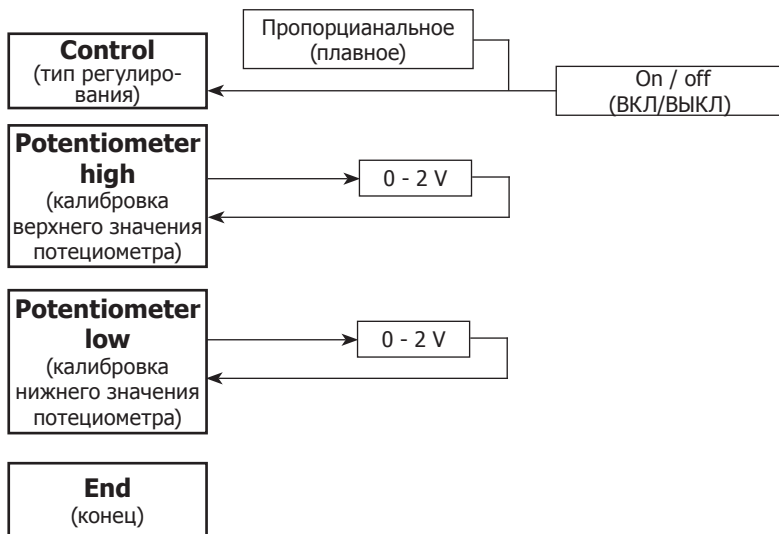 Пропорцианальное
(плавное)
Control
(тип регулиро-
вания)
On / off
(ВКЛ/ВЫКЛ)
Potentiometer
high
(калибровка
верхнего значения
потециометра)
0 - 2 V
Potentiometer
low
(калибровка
нижнего значения
потециометра)
0 - 2 V
End
(конец)